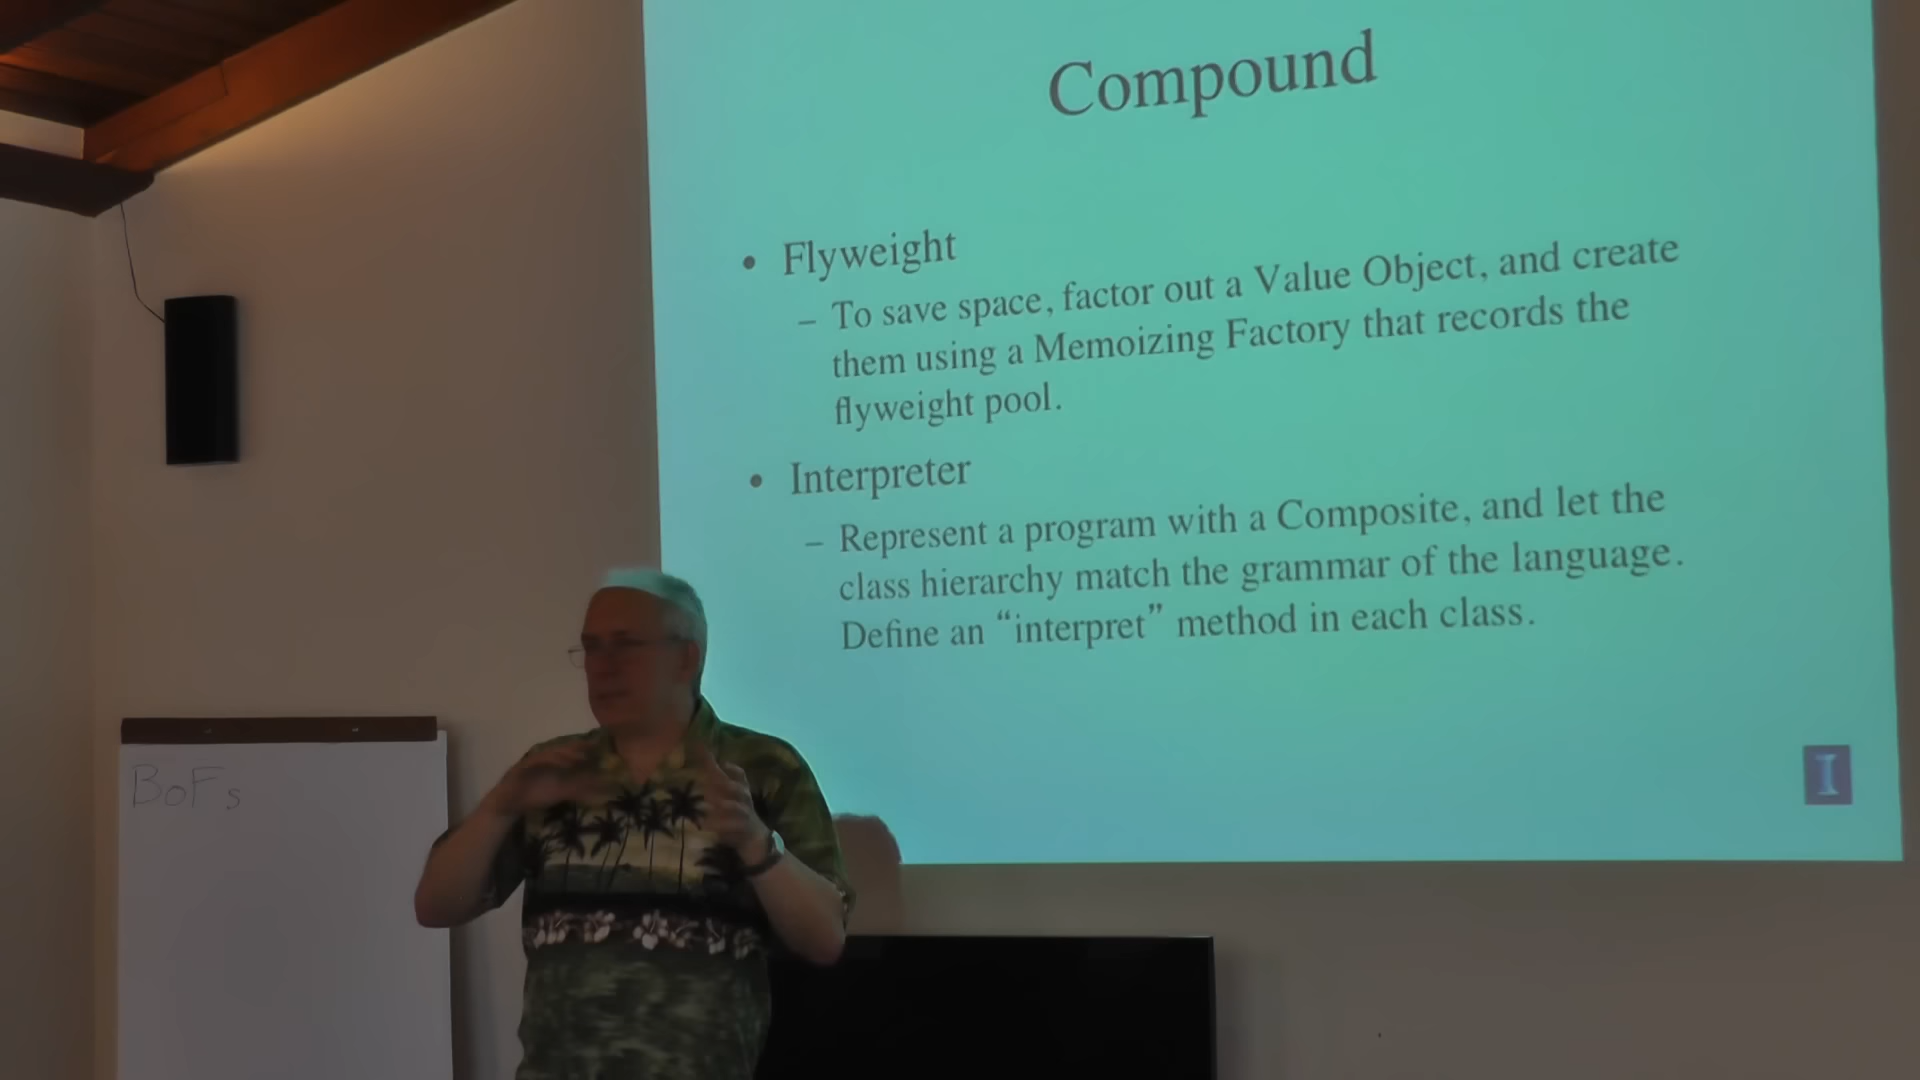 Compound
• Flyweight
– To save space, factor out a Value Object, and create
them using a Memoizing Factory that records the
flyweight pool.
• Interpreter
– Represent a program with a Composite, and let the
class hierarchy match the grammar of the language.
Define an “interpret” method in each class.
I
BoFs